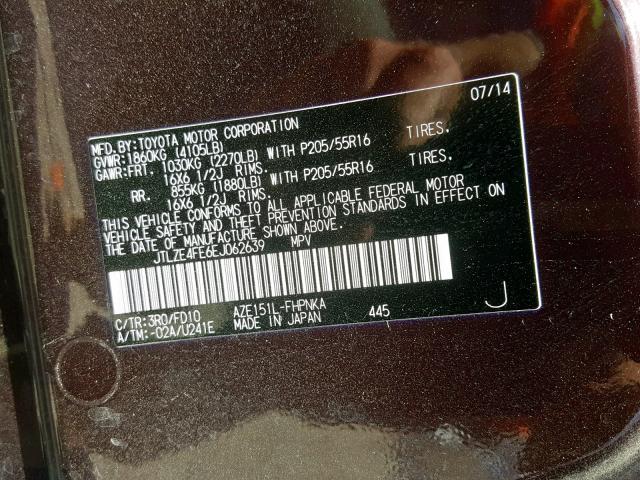 07/14
MFD.BY:TOYOTA MOTOR CORPORATION
GVWR:1860KG (4105LB)
GAWR:FRT. 1030KG (2270LB) WITH P205/55R16 TIRES,
16X6 1/2J RIMS.
RR. 855KG (1880LB) WITH P205/55R16 TIRES,
16X6 1/2J RIMS.
THIS VEHICLE CONFORMS TO ALL APPLICABLE FEDERAL MOTOR
VEHICLE SAFETY AND THEFT PREVENTION STANDARDS IN EFFECT ON
THE DATE OF MANUFACTURE SHOWN ABOVE.
JTLZE4FE6EJ062639 MPV
C/TR:3R0/FD10 AZE151L-FHPNKA 445 J
A/TM:-02A/U241E MADE IN JAPAN